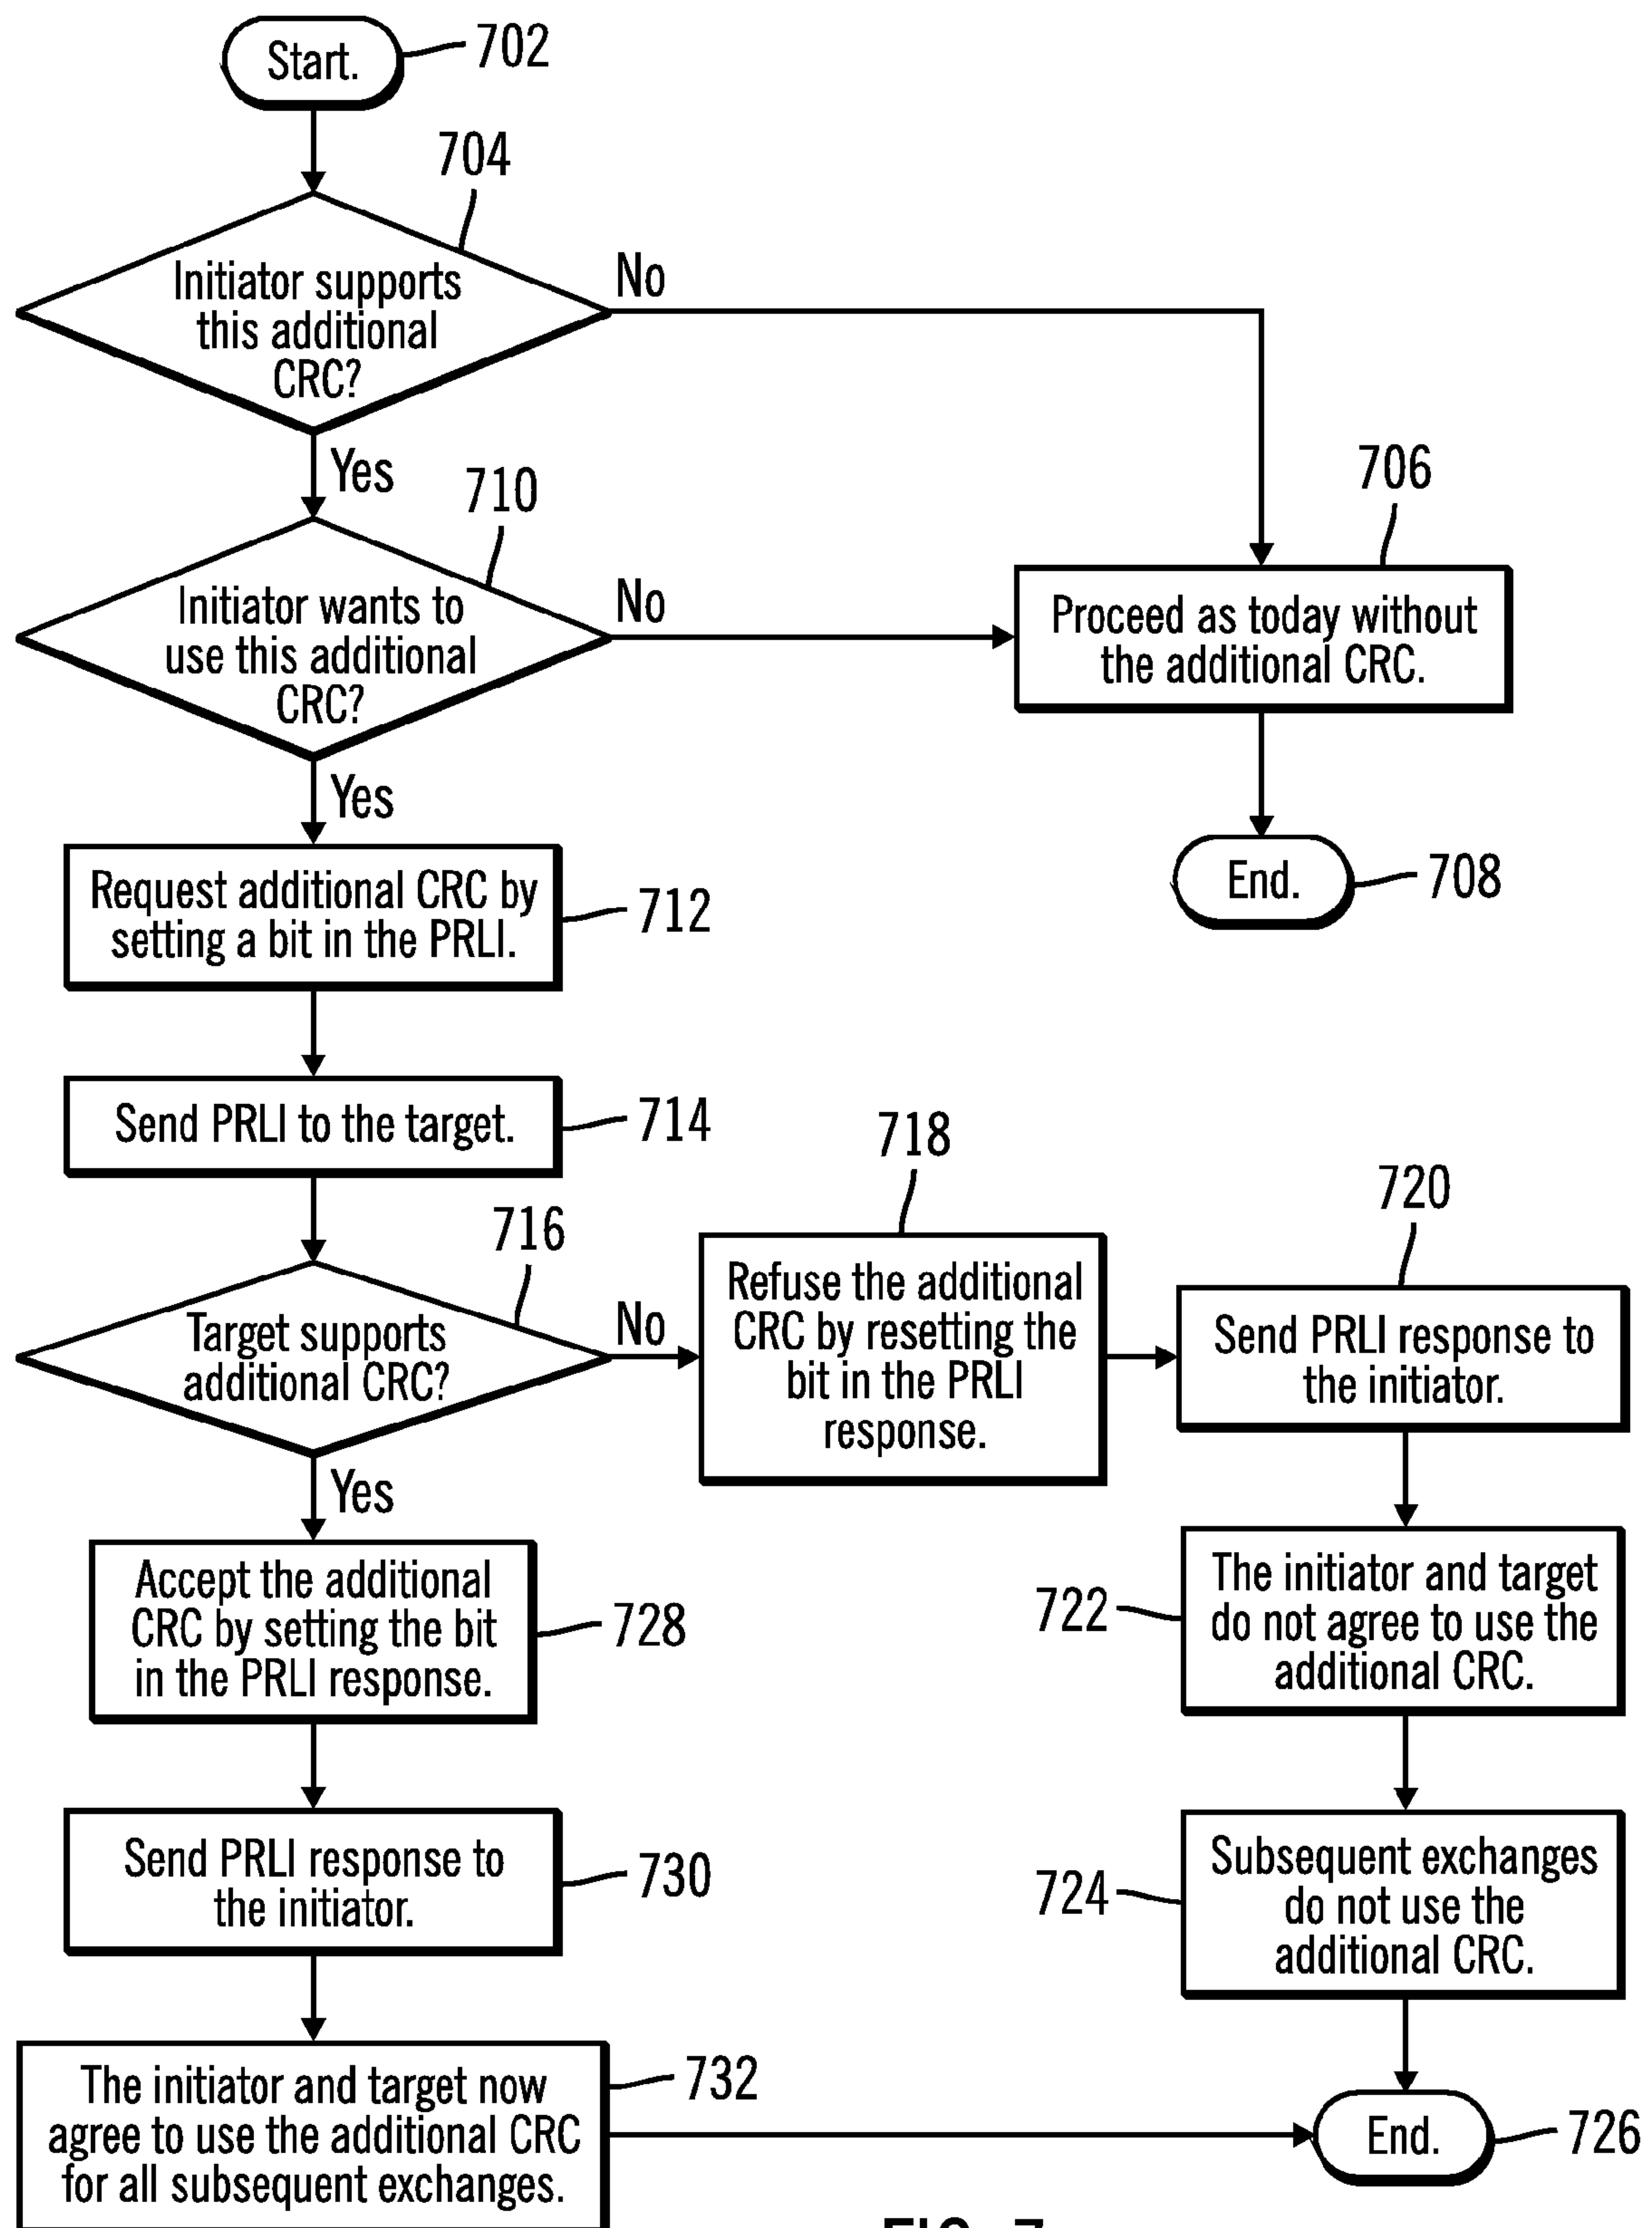 Start.
702
704
Initiator supports
this additional
CRC?
No
Yes
710
706
Initiator wants to
use this additional
CRC?
No
Proceed as today without
the additional CRC.
Yes
End.
708
Request additional CRC by
setting a bit in the PRLI.
712
Send PRLI to the target.
714
716
Target supports
additional CRC?
No
718
Refuse the additional
CRC by resetting the
bit in the PRLI
response.
720
Send PRLI response to
the initiator.
Yes
Accept the additional
CRC by setting the bit
in the PRLI response.
728
722
The initiator and target
do not agree to use the
additional CRC.
Send PRLI response to
the initiator.
730
724
Subsequent exchanges
do not use the
additional CRC.
The initiator and target now
agree to use the additional CRC
for all subsequent exchanges.
732
End.
726
FIG. 7